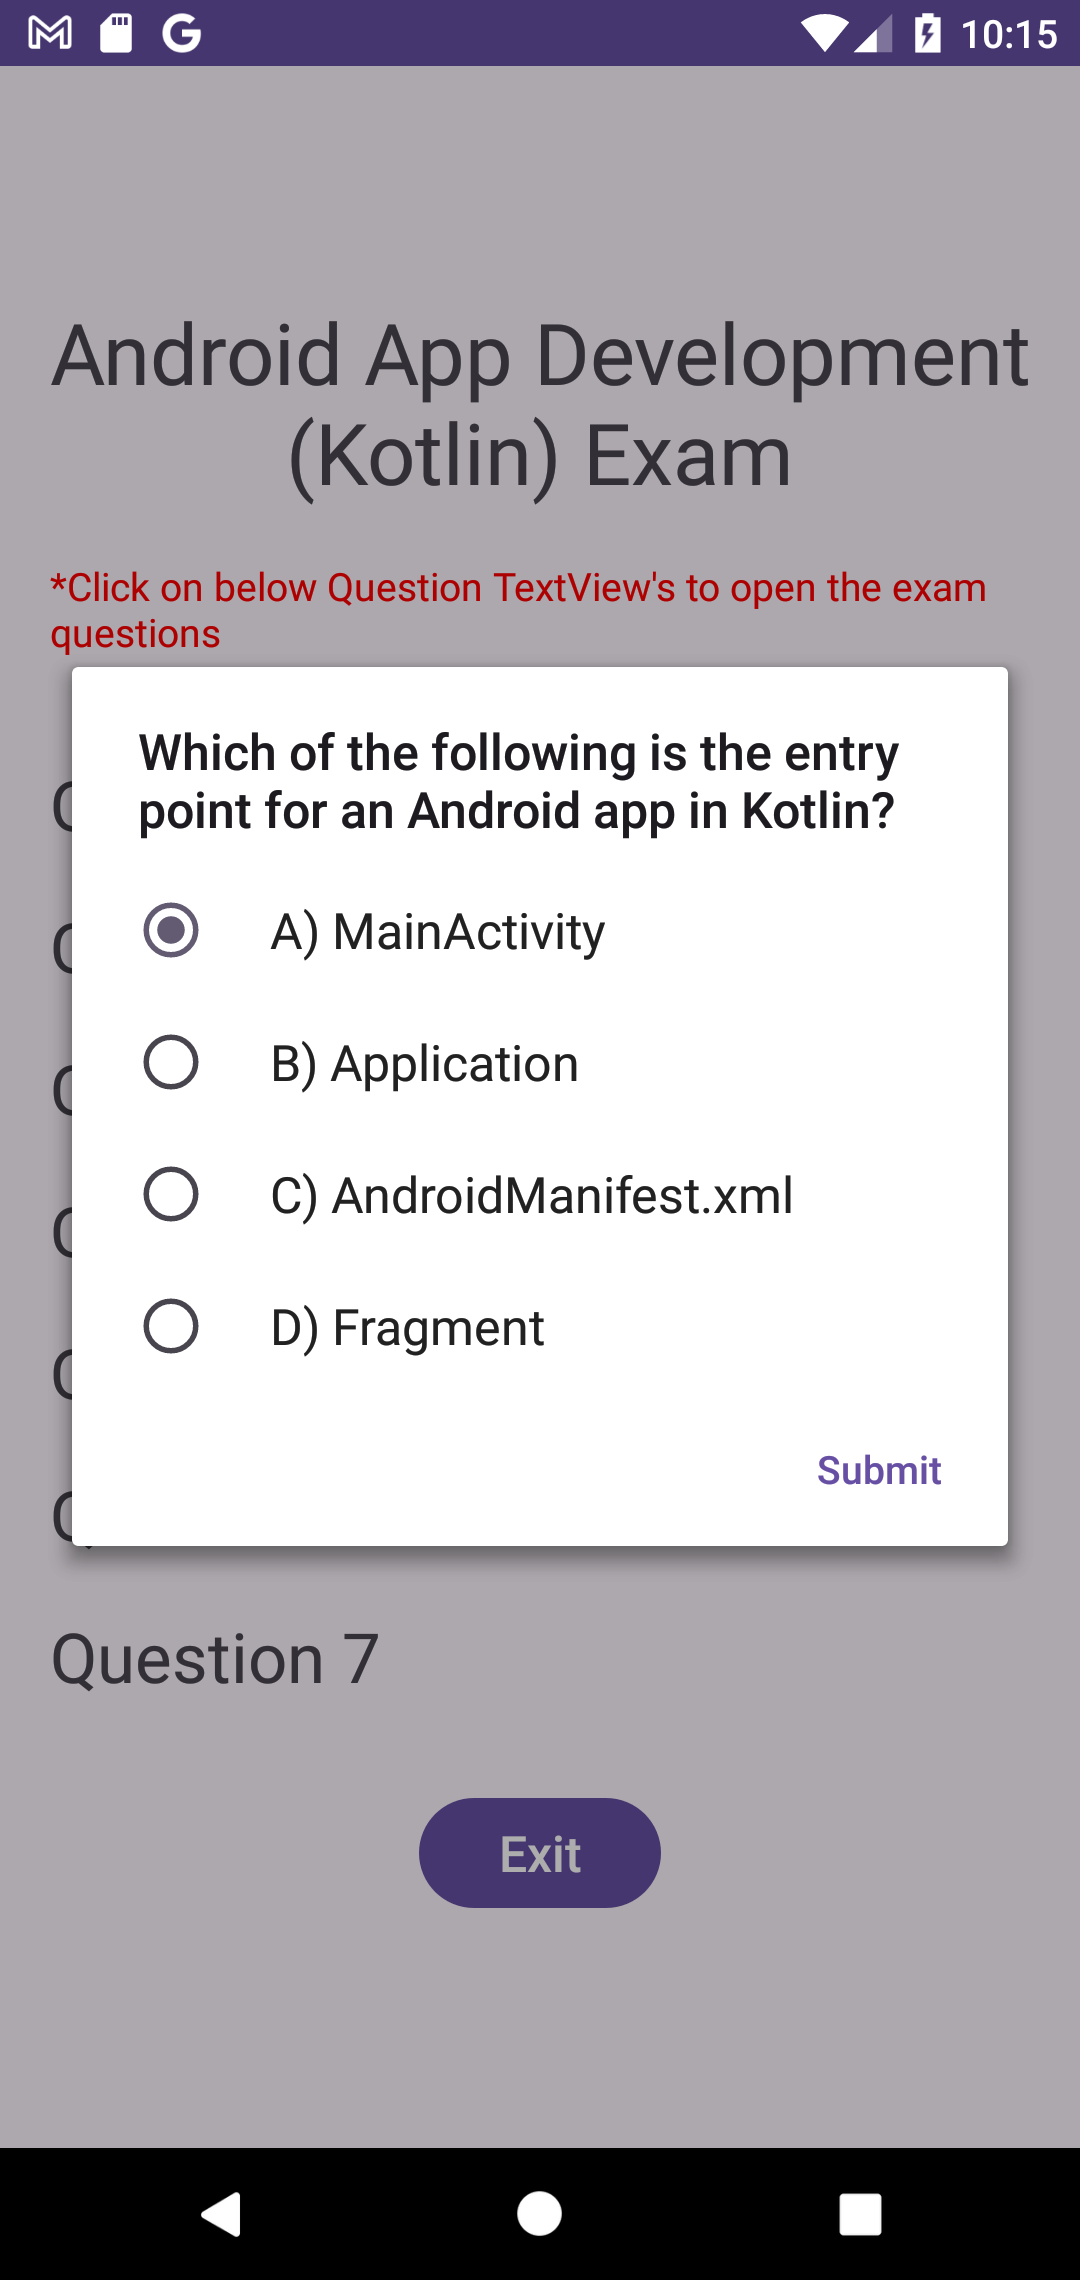 10:15
Android App Development
(Kotlin) Exam
*Click on below Question TextView's to open the exam
questions
Which of the following is the entry
point for an Android app in Kotlin?
A) MainActivity
B) Application
C) AndroidManifest.xml
D) Fragment
Submit
Question 7
Exit